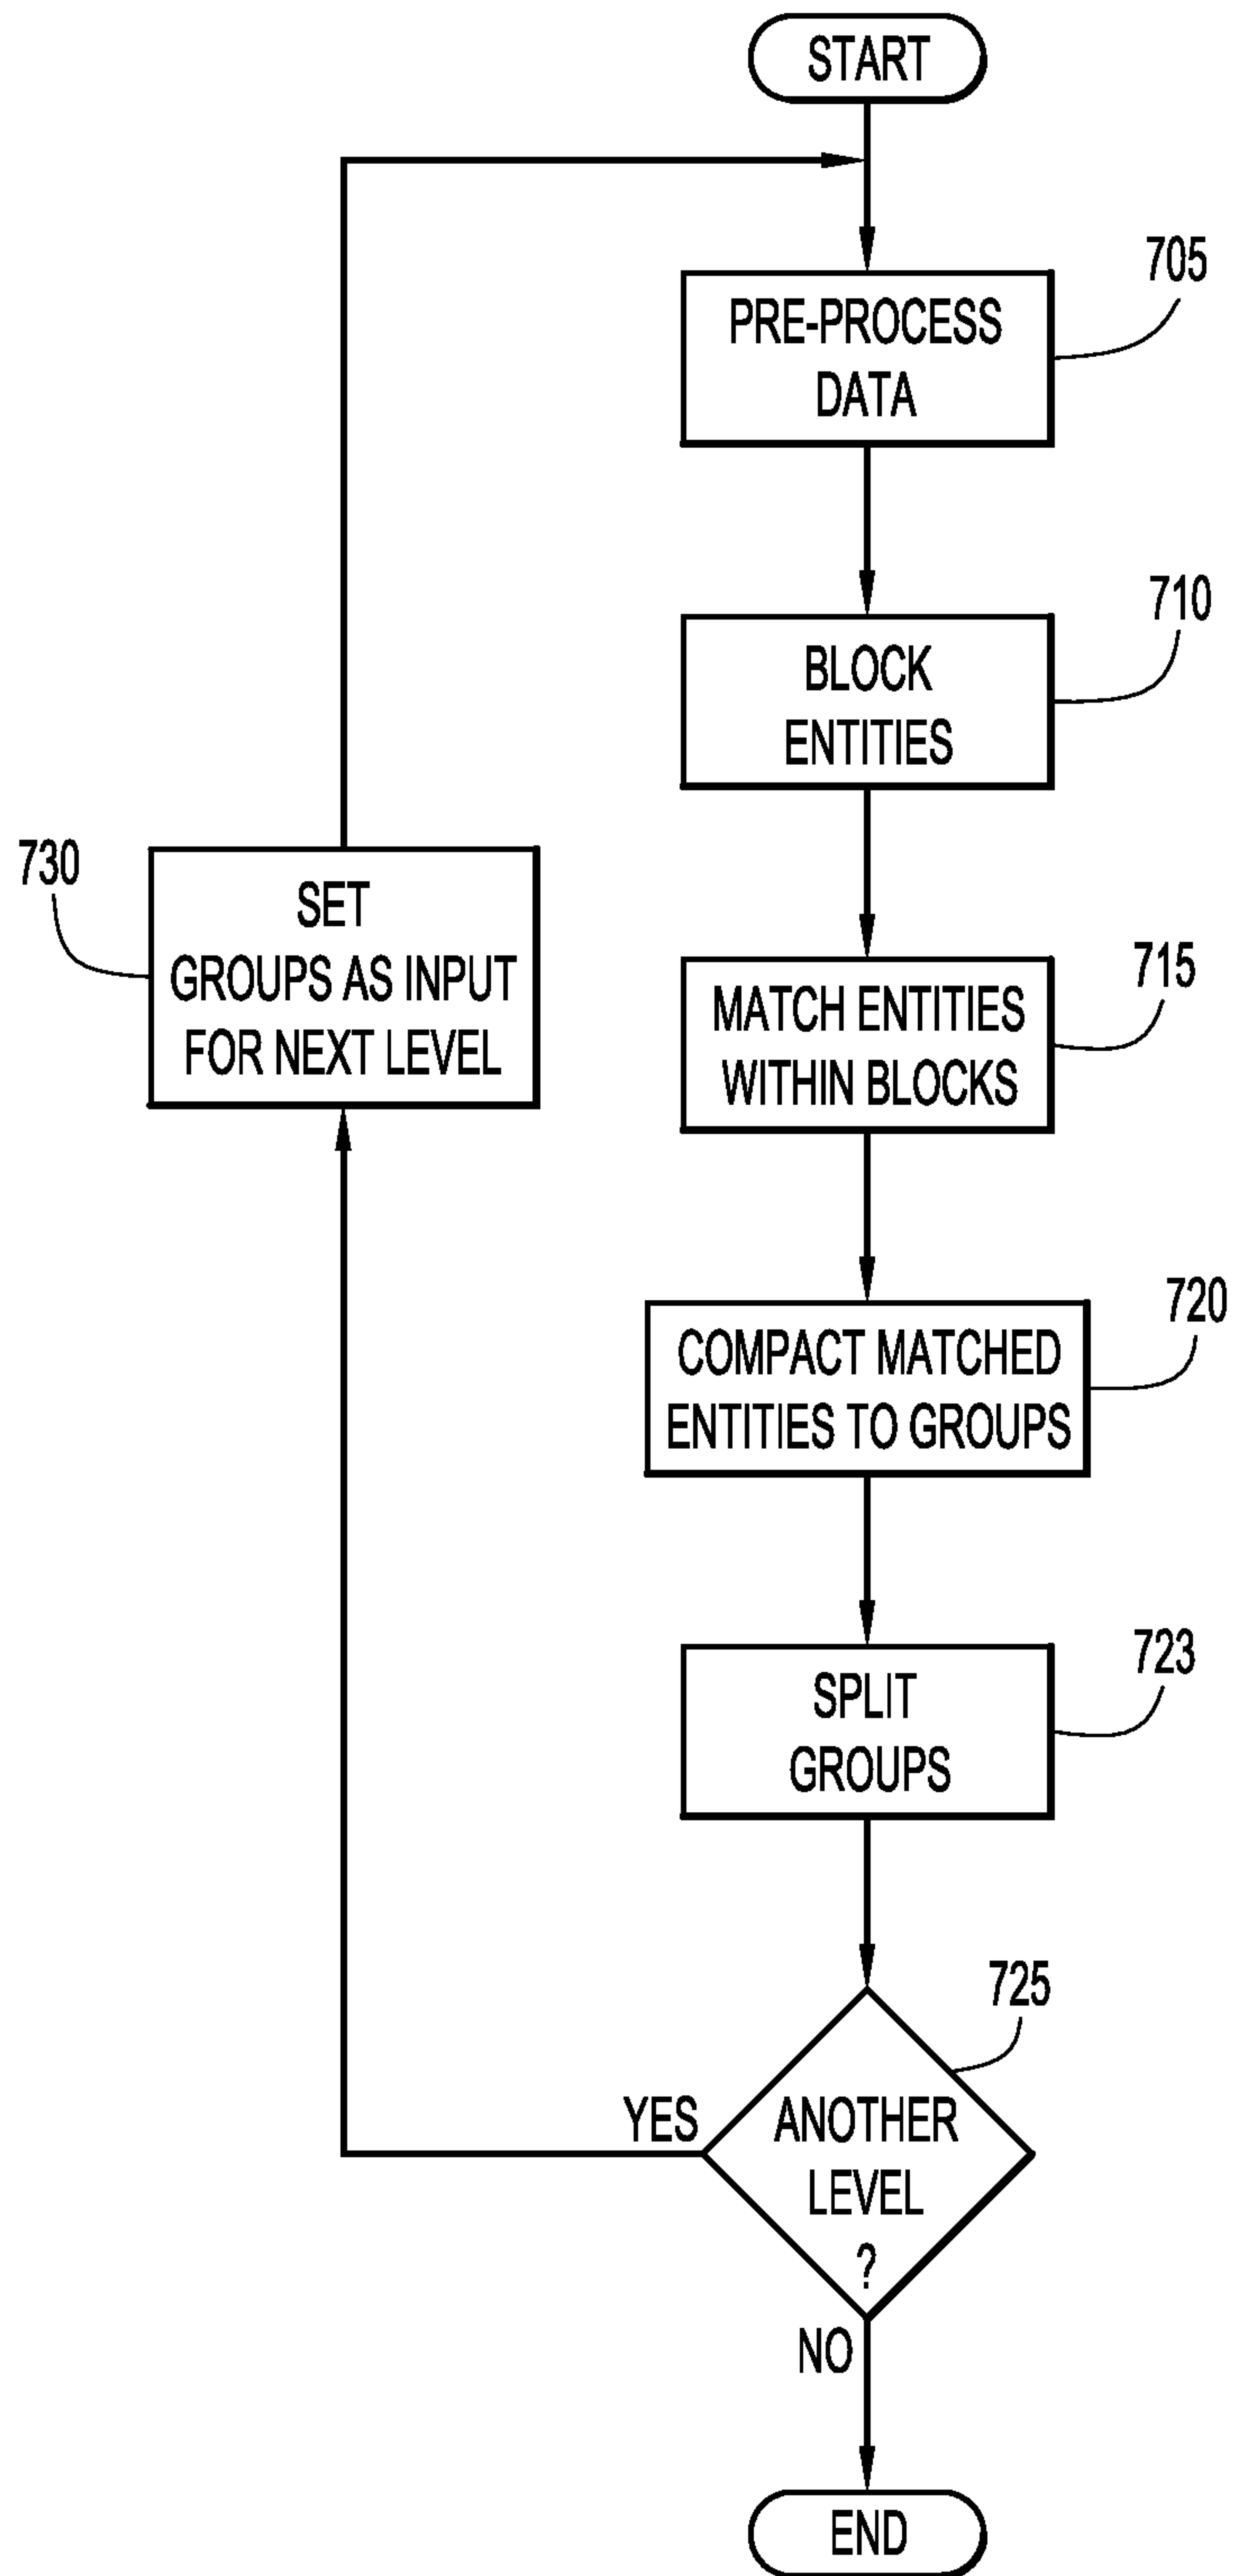 START
705
PRE-PROCESS
DATA
710
BLOCK
ENTITIES
730
SET
GROUPS AS INPUT
FOR NEXT LEVEL
715
MATCH ENTITIES
WITHIN BLOCKS
720
COMPACT MATCHED
ENTITIES TO GROUPS
723
SPLIT
GROUPS
725
YES
ANOTHER
LEVEL
?
NO
END